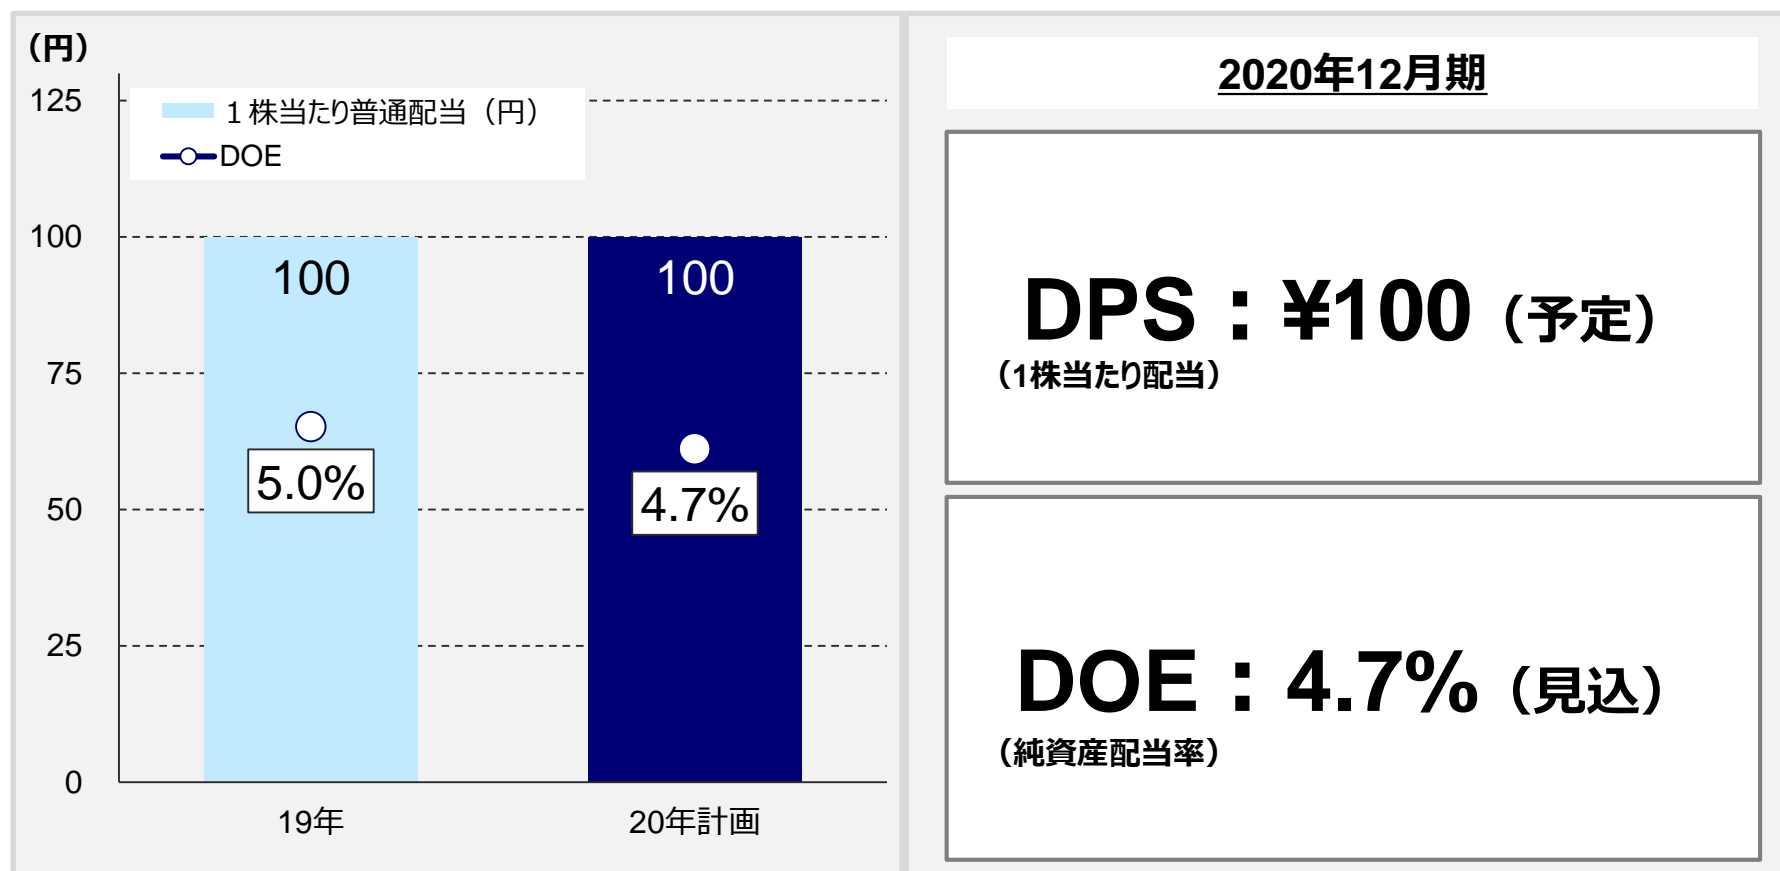 （円）
125
１株当たり普通配当（円）
DOE
100
100
100
75
5.0%
4.7%
50
25
0
19年
20年計画
2020年12月期
DPS：¥100（予定）
（1株当たり配当）
DOE：4.7%（見込）
（純資産配当率）